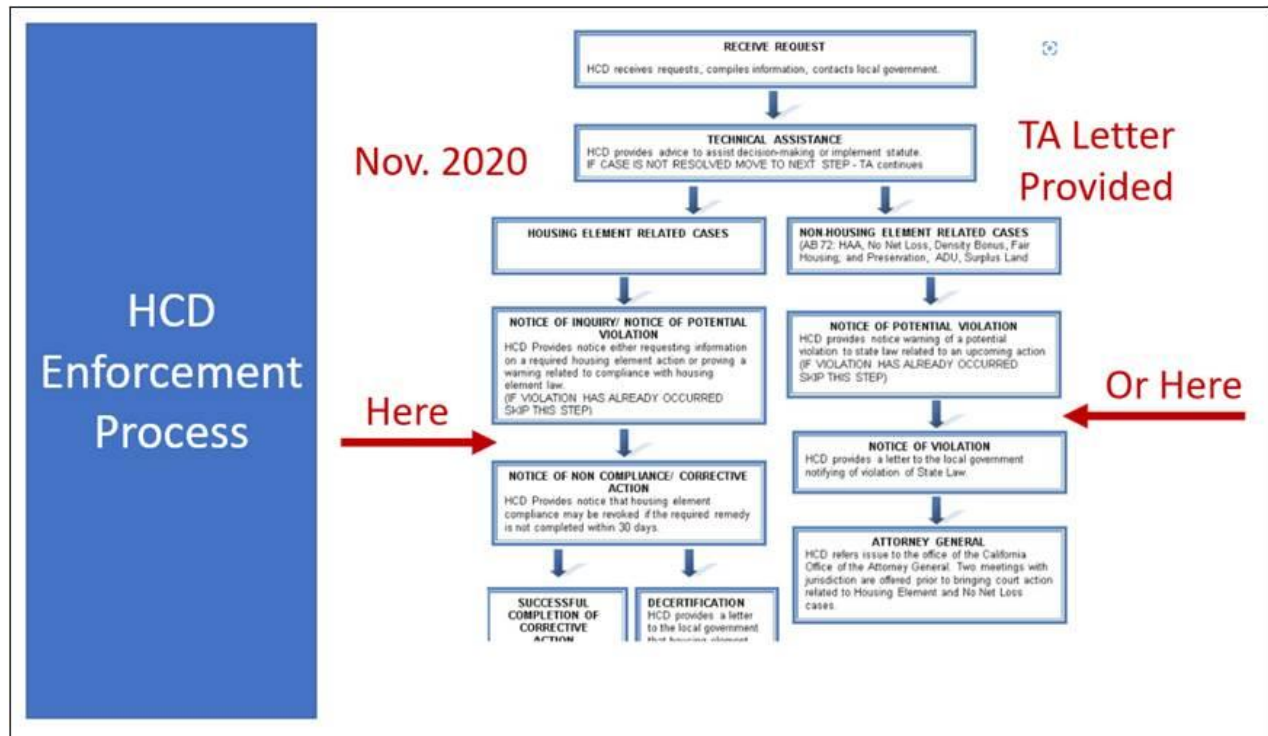 HCD
Enforcement
Process
RECEIVE REQUEST
HCD receives requests, compiles information, contacts local government.
Nov. 2020
TECHNICAL ASSISTANCE
HCD provides advice to assist decision-making or implement statute.
IF CASE IS NOT RESOLVED MOVE TO NEXT STEP - TA continues
TA Letter
Provided
HOUSING ELEMENT RELATED CASES
NON-HOUSING ELEMENT RELATED CASES
(AB 72: HAA, No Net Loss, Density Bonus, Fair
Housing; and Preservation, ADU, Surplus Land
NOTICE OF INQUIRY/ NOTICE OF POTENTIAL
VIOLATION
HCD Provides notice either requesting information
on a required housing element action or proving a
warning related to compliance with housing
element law.
(IF VIOLATION HAS ALREADY OCCURRED
SKIP THIS STEP)
NOTICE OF POTENTIAL VIOLATION
HCD provides notice warning of a potential
violation to state law related to an upcoming action
(IF VIOLATION HAS ALREADY OCCURRED
SKIP THIS STEP)
Here
Or Here
NOTICE OF NON COMPLIANCE/ CORRECTIVE
ACTION
HCD Provides notice that housing element
compliance may be revoked if the required remedy
is not completed within 30 days.
NOTICE OF VIOLATION
HCD provides a letter to the local government
notifying of violation of State Law.
ATTORNEY GENERAL
HCD refers issue to the office of the California
Office of the Attorney General. Two meetings with
jurisdiction are offered prior to bringing court action
related to Housing Element and No Net Loss
cases.
SUCCESSFUL
COMPLETION OF
CORRECTIVE
ACTION
DECERTIFICATION
HCD provides a letter
to the local government
that housing element